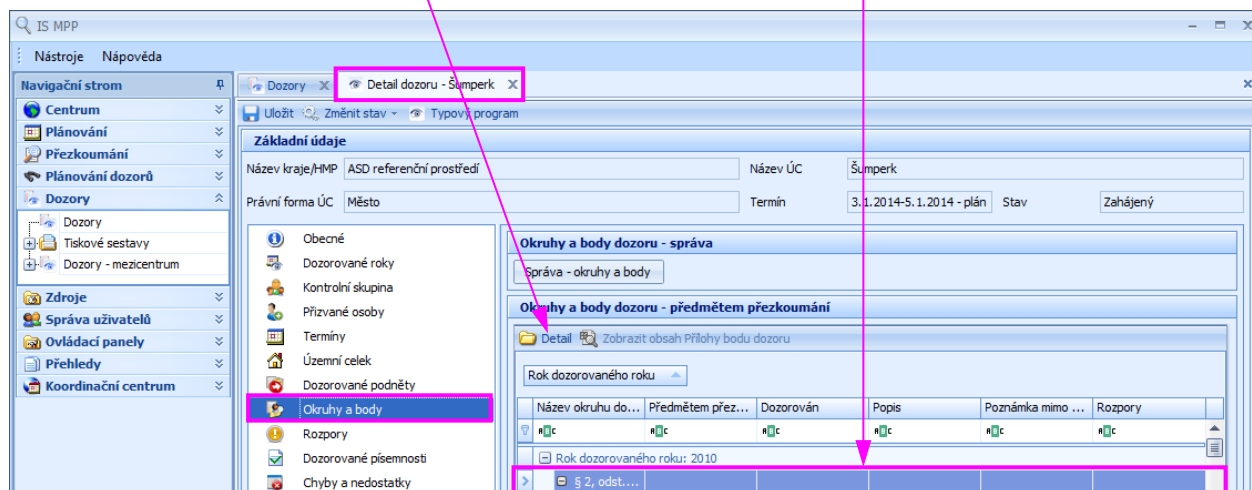 IS MPP
Nástroje Nápověda
Navigační strom
Dozory Detail dozoru - Šumperk
Centrum
Plánování
Přezkoumání
Plánování dozorů
Dozory
Dozory
Tiskové sestavy
Dozory - mezicentrum
Zdroje
Správa uživatelů
Ovládací panely
Přehledy
Koordinační centrum
Uložit Změnit stav Typový program
Základní údaje
Název kraje/HMP ASD referenční prostředí Název ÚC Šumperk
Právní forma ÚC Město Termín 3.1.2014-5.1.2014 - plán Stav Zahájený
Obecné
Dozorované roky
Kontrolní skupina
Přizvané osoby
Termíny
Územní celek
Dozorované podněty
Okruhy a body
Rozpory
Dozorované písemnosti
Chyby a nedostatky
Okruhy a body dozoru - správa
Správa - okruhy a body
Okruhy a body dozoru - předmětem přezkoumání
Detail Zobrazit obsah Přílohy bodu dozoru
Rok dozorovaného roku
Název okruhu do... Předmětem přez... Dozorován Popis Poznámka mimo ... Rozpory
Rok dozorovaného roku: 2010
§ 2, odst....